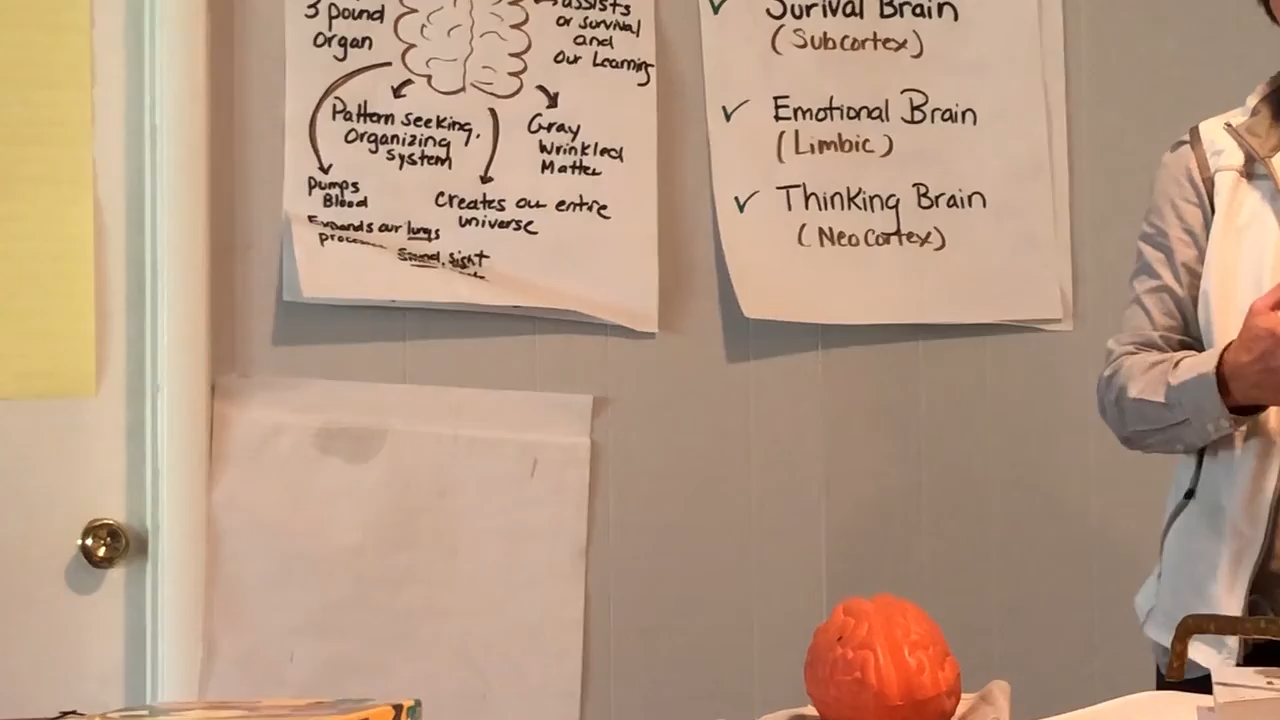 3 pound
Organ
assists
or survival
and
Our Learning
Pattern seeking,
Organizing
System
Gray
Wrinkled
Matter
Pumps
Blood
Creates our entire
universe
Expands our lungs
Sound, Sight
Surival Brain
(Subcortex)
✓ Emotional Brain
(Limbic)
✓ Thinking Brain
(NeoCortex)